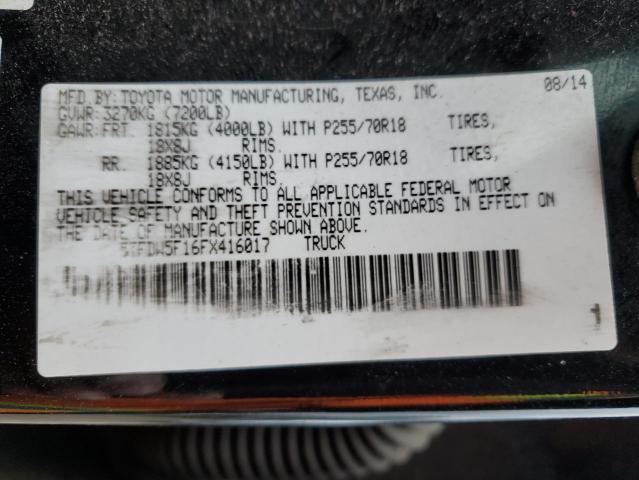 MFD.BY:TOYOTA MOTOR MANUFACTURING, TEXAS, INC. 08/14
GVWR:3270KG (7200LB)
GAWR:FRT. 1815KG (4000LB) WITH P255/70R18 TIRES,
18X8J RIMS.
RR. 1885KG (4150LB) WITH P255/70R18 TIRES,
18X8J RIMS.
THIS VEHICLE CONFORMS TO ALL APPLICABLE FEDERAL MOTOR
VEHICLE SAFETY AND THEFT PREVENTION STANDARDS IN EFFECT ON
THE DATE OF MANUFACTURE SHOWN ABOVE.
5TFDW5F16FX416017 TRUCK